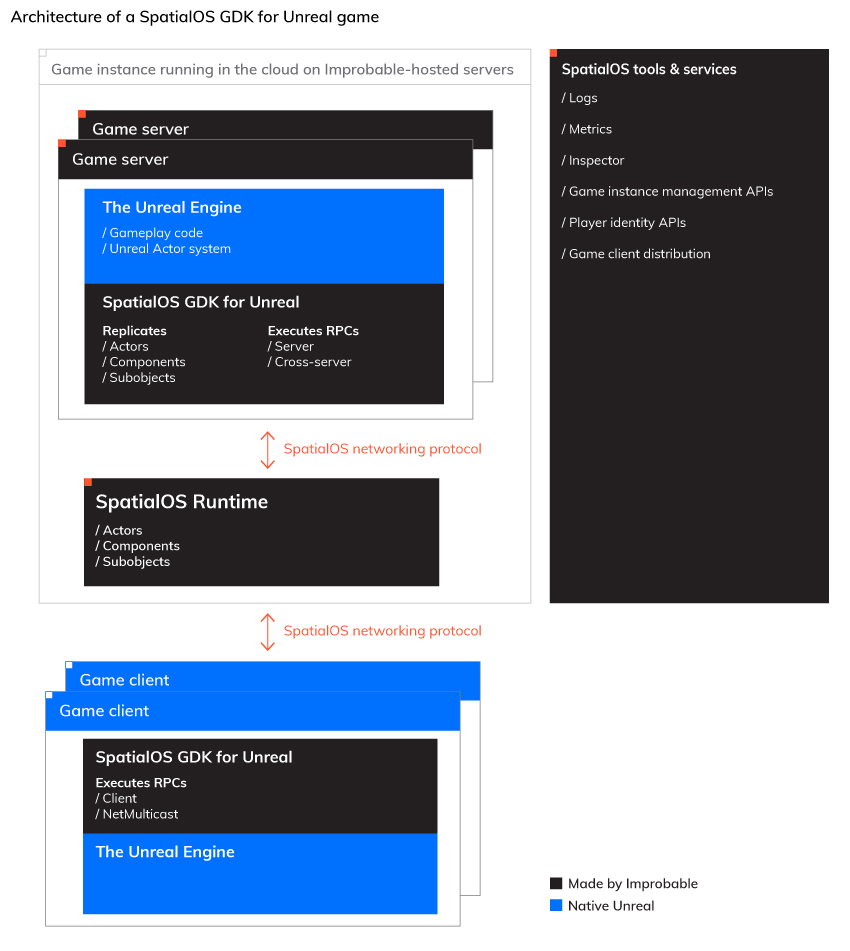 Architecture of a SpatialOS GDK for Unreal game
Game instance running in the cloud on Improbable-hosted servers
Game server
Game server
The Unreal Engine
/ Gameplay code
/ Unreal Actor system
SpatialOS GDK for Unreal
Replicates
/ Actors
/ Components
/ Subobjects
Executes RPCs
/ Server
/ Cross-server
SpatialOS networking protocol
SpatialOS Runtime
/ Actors
/ Components
/ Subobjects
SpatialOS tools & services
/ Logs
/ Metrics
/ Inspector
/ Game instance management APIs
/ Player identity APIs
/ Game client distribution
SpatialOS networking protocol
Game client
Game client
SpatialOS GDK for Unreal
Executes RPCs
/ Client
/ NetMulticast
The Unreal Engine
Made by Improbable
Native Unreal